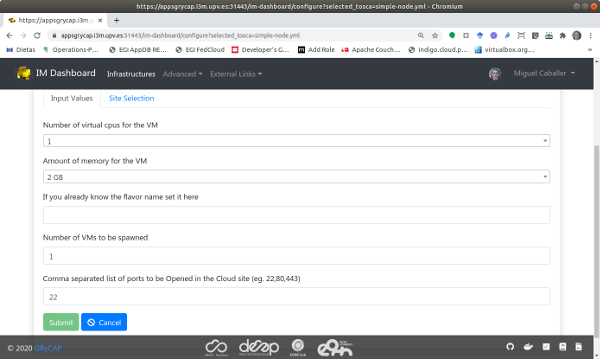 https://appsgrycap.i3m.upv.es:31443/im-dashboard/configure?selected_tosca=simple-node.yml - Chromium
https://appsgrycap.i3m.up
appsgrycap.i3m.upv.es:31443/im-dashboard/configure?selected_tosca=simple-node.yml
Dietas
Operations-P...
EGI AppDB RE...
EGI FedCloud
Developer's G...
Add Role
Apache Couch...
indigo.cloud.p...
virtualbox.org...
IM Dashboard
Infrastructures
Advanced
External Links
Miguel Caballer
Input Values
Site Selection
Number of virtual cpus for the VM
1
Amount of memory for the VM
2 GB
If you already know the flavor name set it here
Number of VMs to be spawned
1
Comma separated list of ports to be Opened in the Cloud site (eg. 22,80,443)
22
Submit
Cancel
© 2020 GRyCAP
deep